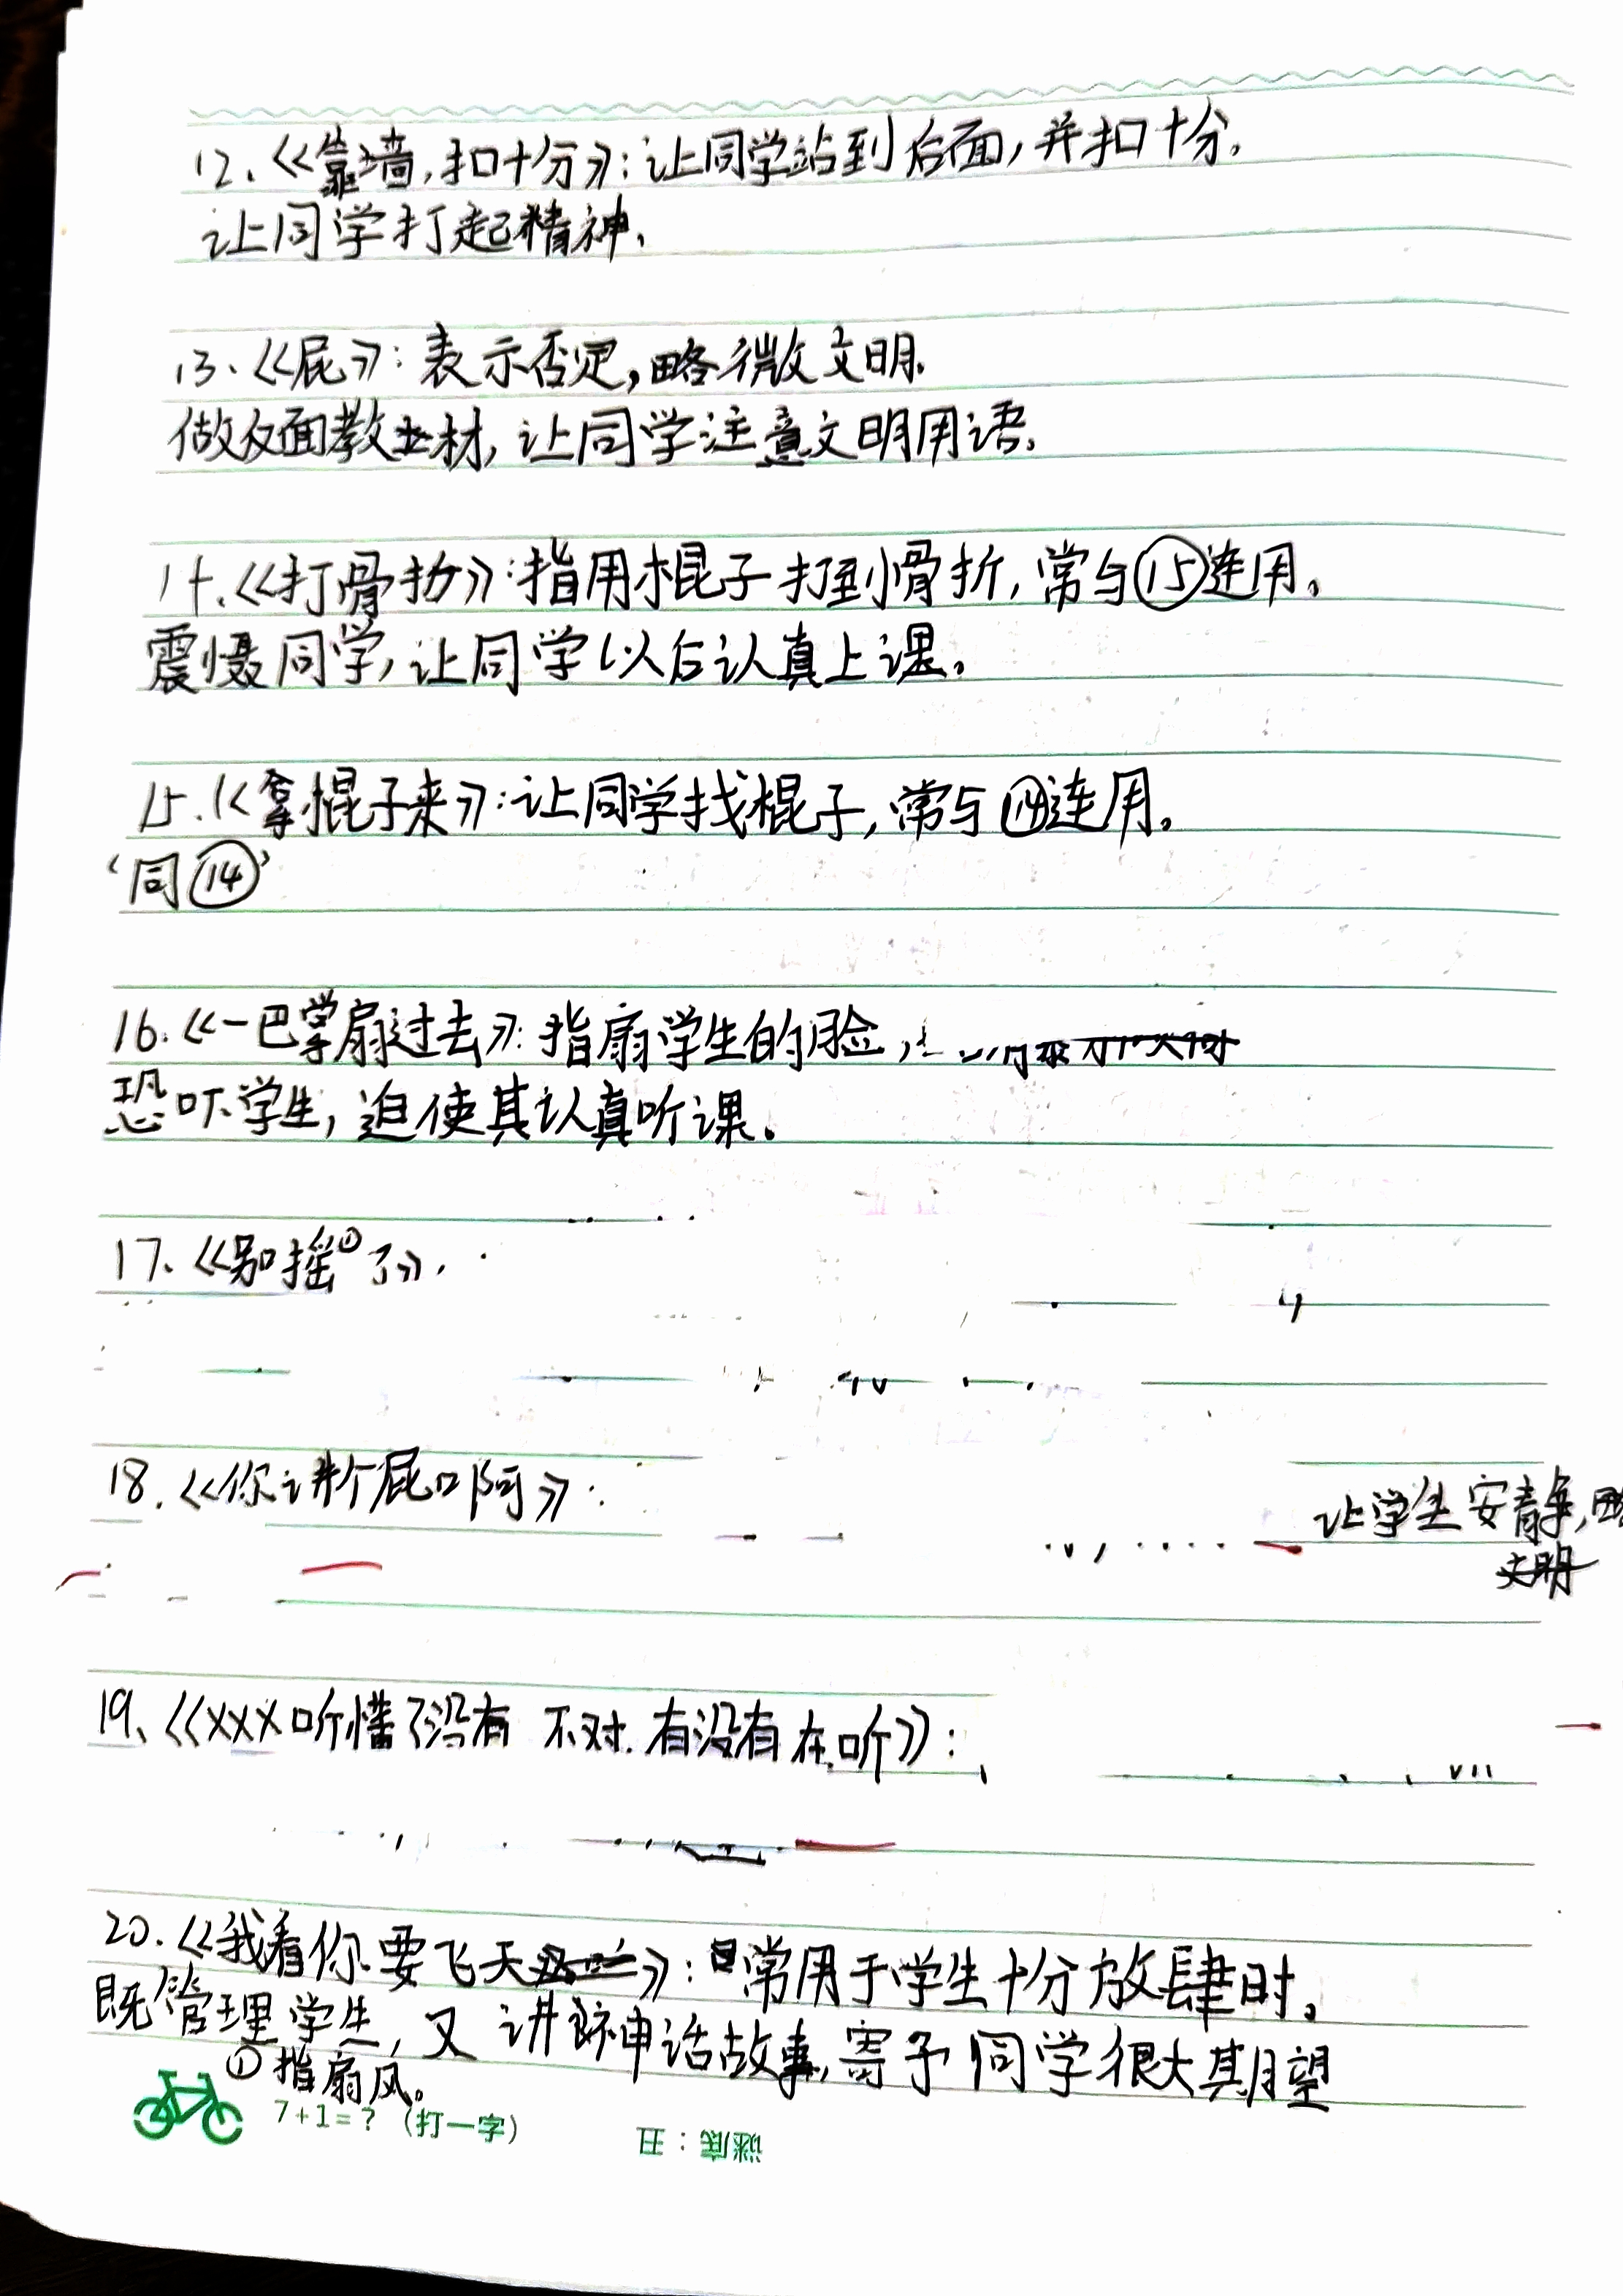 12.《靠墙,扣十分》:让同学站到后面,并扣十分。
让同学打起精神.
13.《屁》:表示否定,略微文明.
做反面教材,让同学注意文明用语.
14.《打骨折》:指用棍子打到骨折,常与⑮连用。
震慑同学,让同学以后认真上课。
15.《拿棍子来》:让同学找棍子,常与⑭连用。
‘同⑭’
16.《一巴掌扇过去》:指扇学生的脸,
恐吓学生,迫使其认真听课。
17.《别摇①了》.
18.《你讲个屁啊》:
让学生安静,
文明
19.《XXX听懂了没有 不对.有没有在听》:
20.《我看你要飞天》:常用于学生十分放肆时。
既管理学生,又讲神话故事,寄予同学很大期望
①指扇风。
7+1=?(打一字)
谜底:日